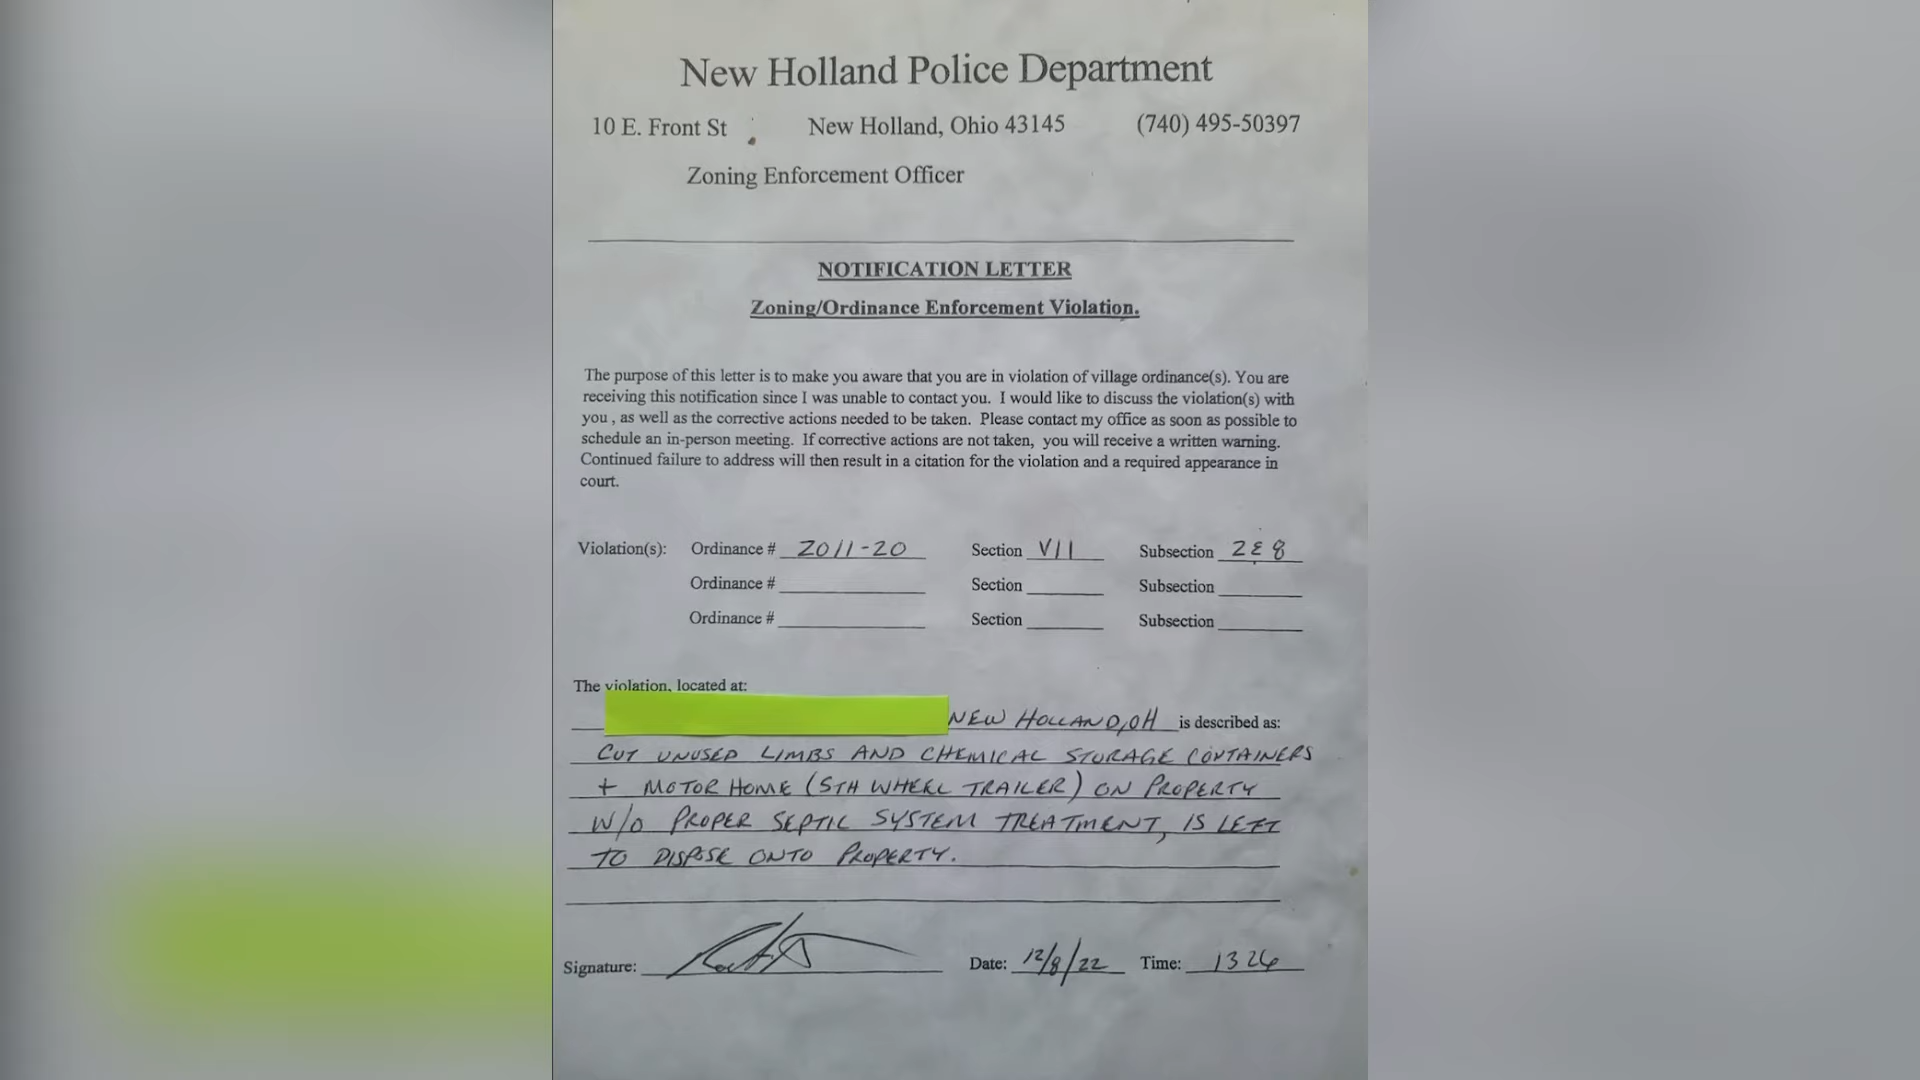 New Holland Police Department
10 E. Front St New Holland, Ohio 43145 (740) 495-50397
Zoning Enforcement Officer
NOTIFICATION LETTER
Zoning/Ordinance Enforcement Violation.
The purpose of this letter is to make you aware that you are in violation of village ordinance(s). You are
receiving this notification since I was unable to contact you. I would like to discuss the violation(s) with
you , as well as the corrective actions needed to be taken. Please contact my office as soon as possible to
schedule an in-person meeting. If corrective actions are not taken, you will receive a written warning.
Continued failure to address will then result in a citation for the violation and a required appearance in
court.
Violation(s): Ordinance # 2011-20 Section VII Subsection 2 & 8
Ordinance # Section Subsection
Ordinance # Section Subsection
The violation, located at:
NEW HOLLAND, OH is described as:
CUT UNUSED LIMBS AND CHEMICAL STORAGE CONTAINERS
+ MOTOR HOME (5TH WHEEL TRAILER) ON PROPERTY
W/O PROPER SEPTIC SYSTEM TREATMENT, IS LEFT
TO DISPOSE ONTO PROPERTY.
Signature: Date: 12/8/22 Time: 1326